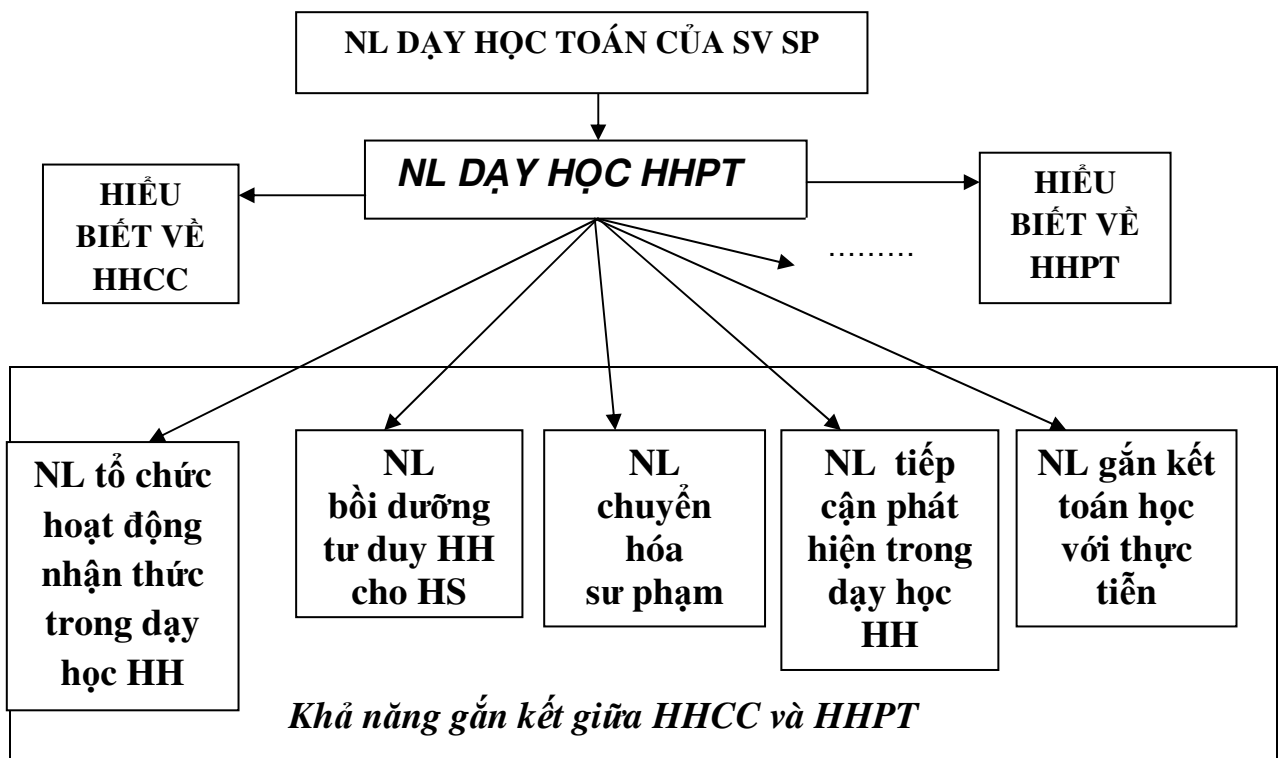 NL DẠY HỌC TOÁN CỦA SV SP
NL DẠY HỌC HHPT
HIỂU
BIẾT VỀ
HHCC
HIỂU
BIẾT VỀ
HHPT
.........
NL tổ chức
hoạt động
nhận thức
trong dạy
học HH
NL
bồi dưỡng
tư duy HH
cho HS
NL
chuyển
hóa
sư phạm
NL tiếp
cận phát
hiện trong
dạy học
HH
NL gắn kết
toán học
với thực
tiễn
Khả năng gắn kết giữa HHCC và HHPT